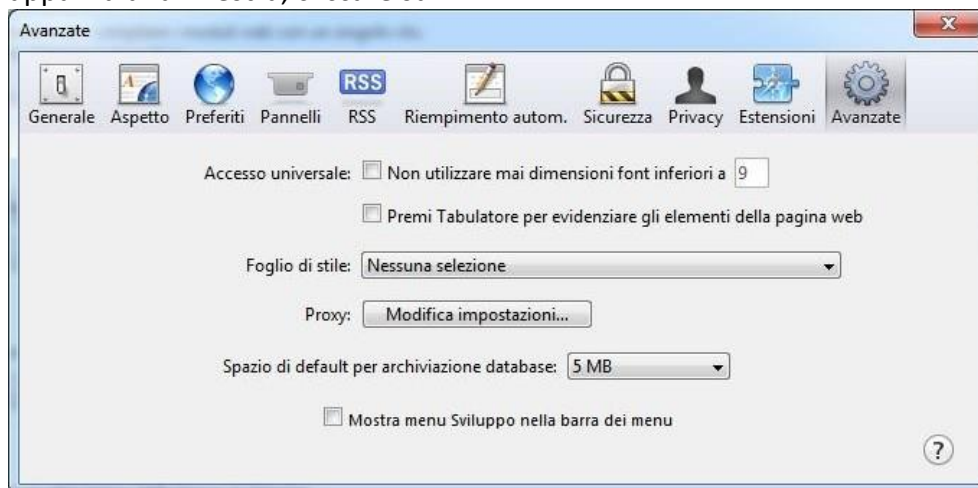 Avanzate
RSS
Generale Aspetto Preferiti Pannelli RSS Riempimento autom. Sicurezza Privacy Estensioni Avanzate
Accesso universale: Non utilizzare mai dimensioni font inferiori a 9
Premi Tabulatore per evidenziare gli elementi della pagina web
Foglio di stile: Nessuna selezione
Proxy: Modifica impostazioni...
Spazio di default per archiviazione database: 5 MB
Mostra menu Sviluppo nella barra dei menu
?